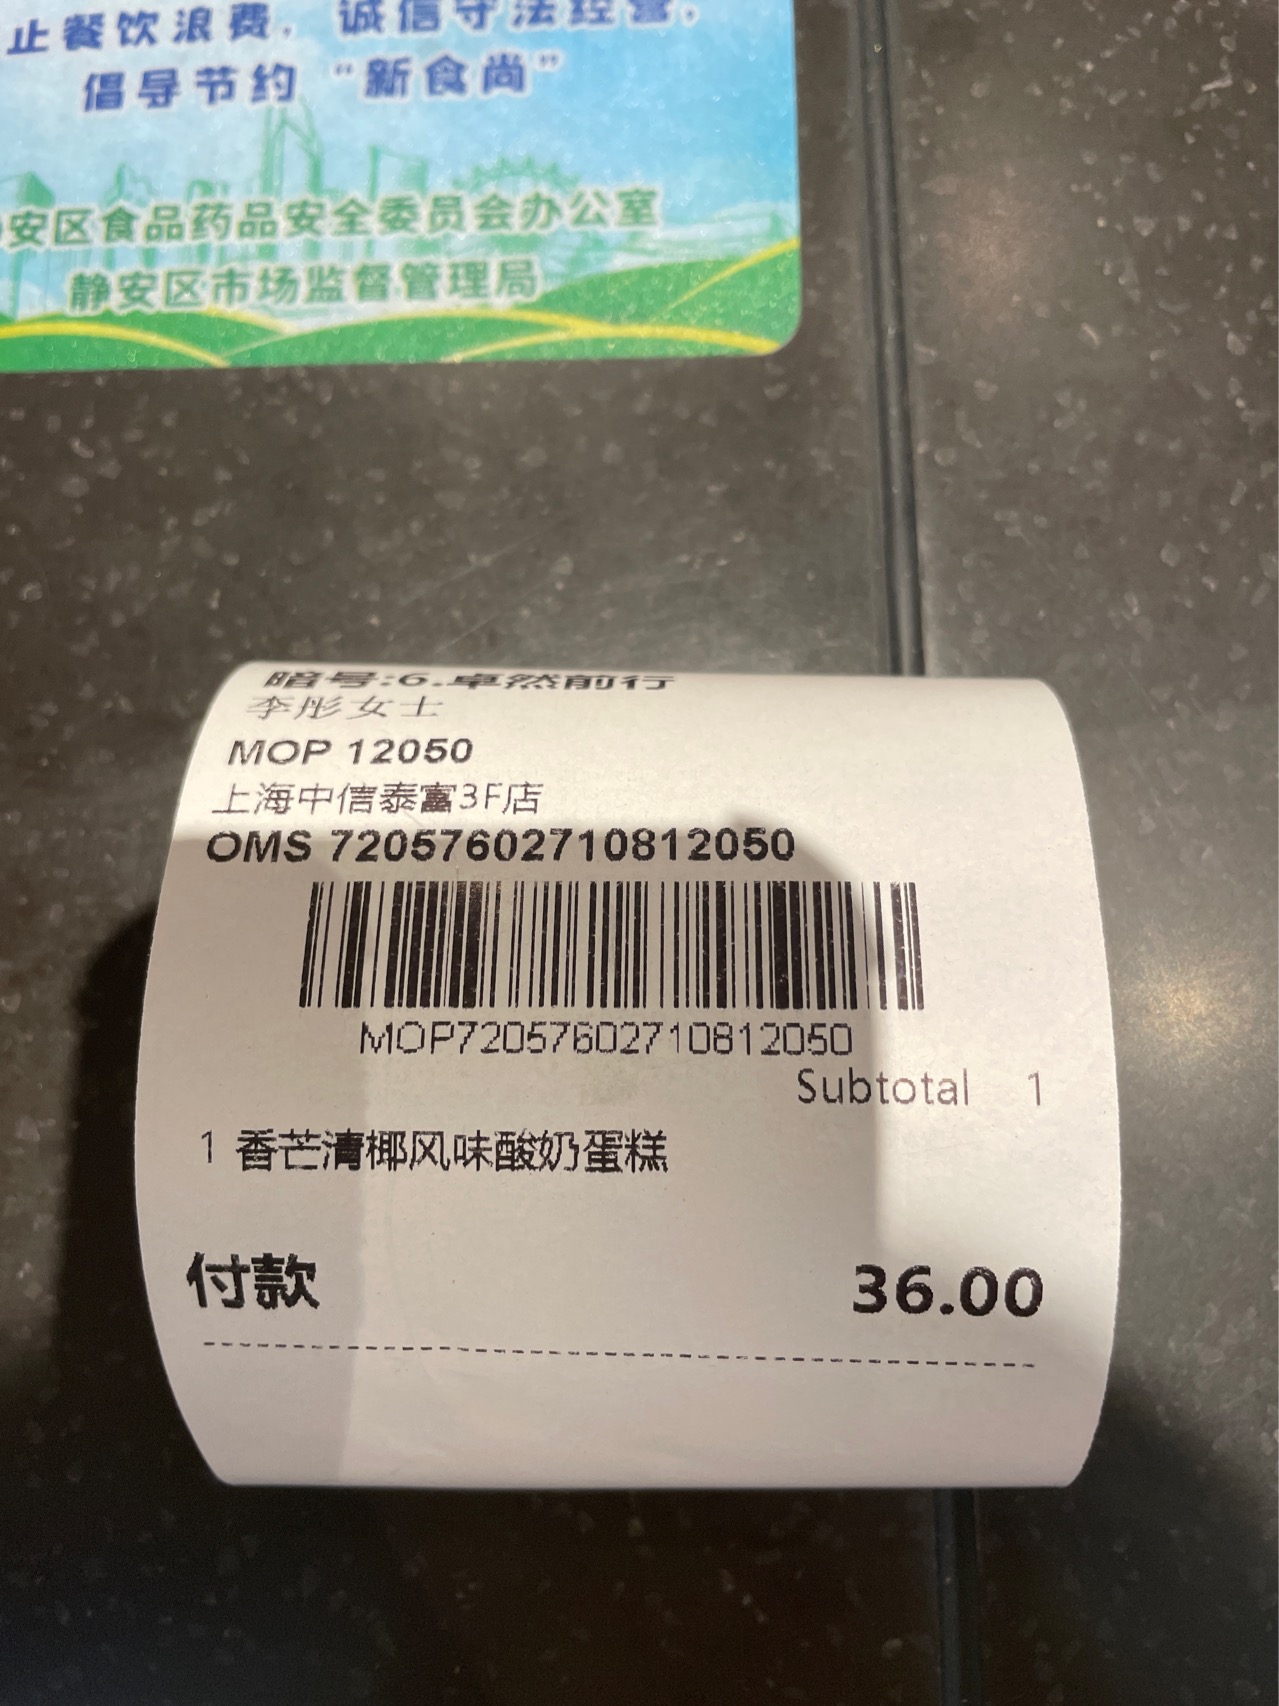 止餐饮浪费，诚信守法经营，
倡导节约“新食尚”
安区食品药品安全委员会办公室
静安区市场监督管理局
暗号:6.卓然前行
李彤女士
MOP 12050
上海中信泰富3F店
OMS 72057602710812050
MOP72057602710812050
Subtotal 1
1 香芒清椰风味酸奶蛋糕
付款 36.00